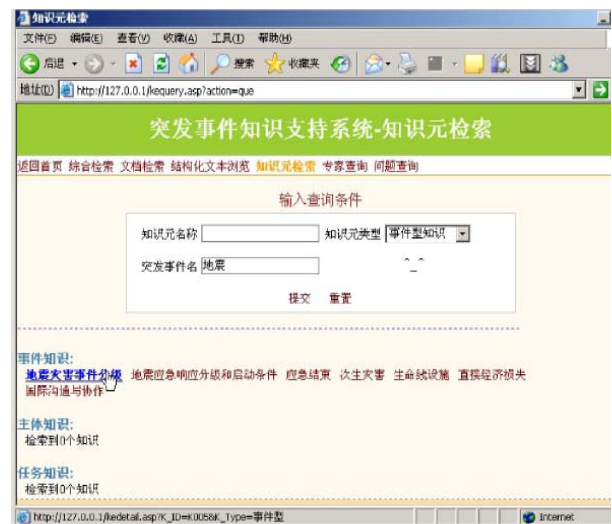 知识元检索
文件(F) 编辑(E) 查看(V) 收藏(A) 工具(T) 帮助(H)
后退 搜索 收藏夹
地址(D) http://127.0.0.1/kequery.asp?action=que
突发事件知识支持系统-知识元检索
返回首页 综合检索 文档检索 结构化文本浏览 知识元检索 专家查询 问题查询
输入查询条件
知识元名称 知识元类型 事件型知识
突发事件名 地震 ^_^
提交 重置
事件知识:
地震灾害事件分级 地震应急响应分级和启动条件 应急结束 次生灾害 生命线设施 直接经济损失
国际沟通与协作
主体知识:
检索到0个知识
任务知识:
检索到0个知识
http://127.0.0.1/kedetail.asp?K_ID=K0058K_Type=事件型 Internet